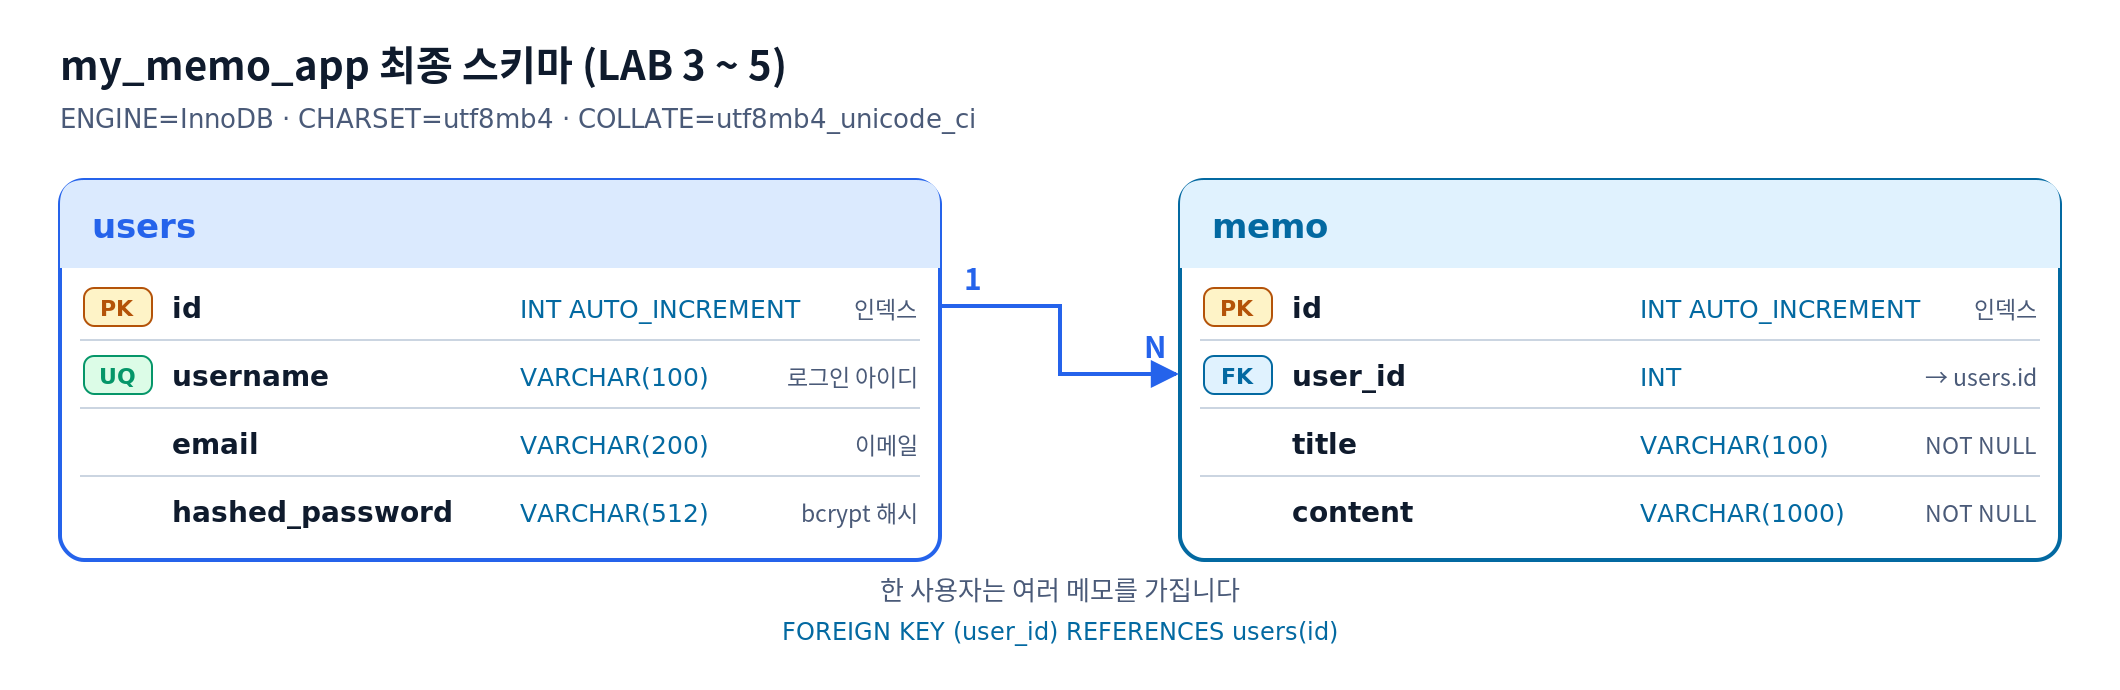 my_memo_app 최종 스키마 (LAB 3 ~ 5)
ENGINE=InnoDB · CHARSET=utf8mb4 · COLLATE=utf8mb4_unicode_ci
users
PK id INT AUTO_INCREMENT 인덱스
UQ username VARCHAR(100) 로그인 아이디
email VARCHAR(200) 이메일
hashed_password VARCHAR(512) bcrypt 해시
1
N
memo
PK id INT AUTO_INCREMENT 인덱스
FK user_id INT → users.id
title VARCHAR(100) NOT NULL
content VARCHAR(1000) NOT NULL
한 사용자는 여러 메모를 가집니다
FOREIGN KEY (user_id) REFERENCES users(id)